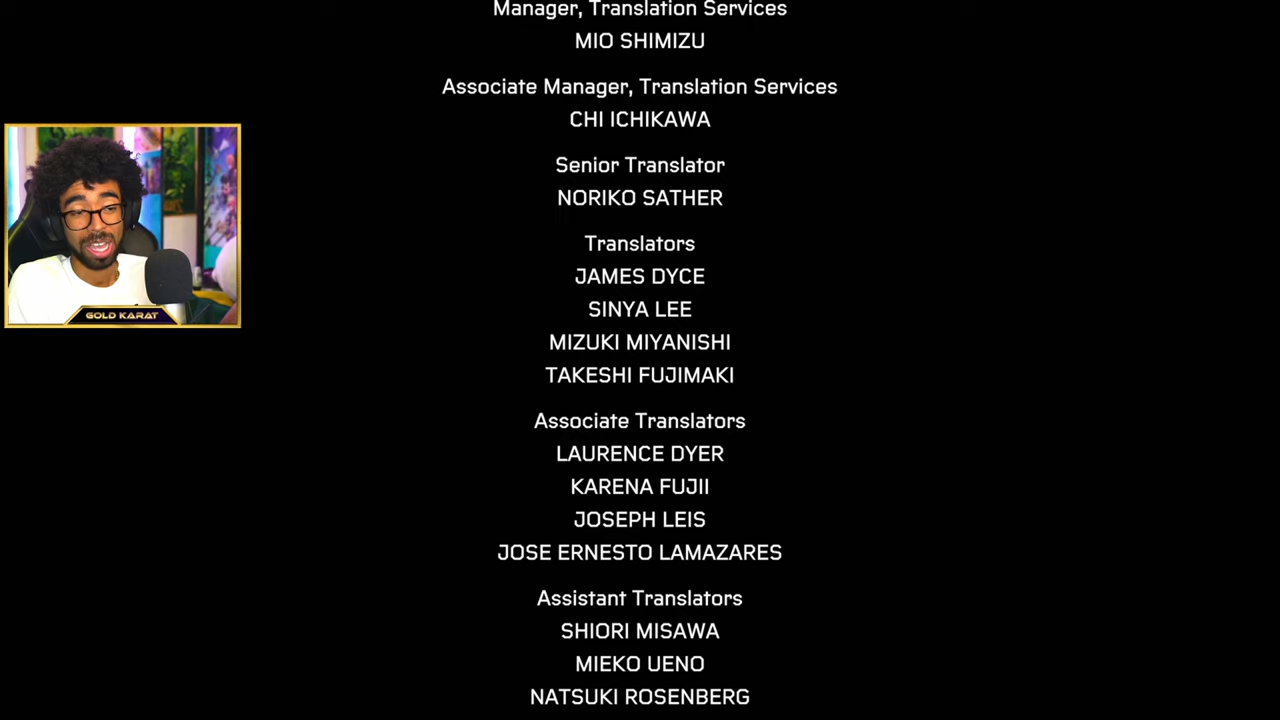 Manager, Translation Services
MIO SHIMIZU
Associate Manager, Translation Services
CHI ICHIKAWA
Senior Translator
NORIKO SATHER
Translators
JAMES DYCE
SINYA LEE
MIZUKI MIYANISHI
TAKESHI FUJIMAKI
Associate Translators
LAURENCE DYER
KARENA FUJII
JOSEPH LEIS
JOSE ERNESTO LAMAZARES
Assistant Translators
SHIORI MISAWA
MIEKO UENO
NATSUKI ROSENBERG
GOLD KARAT